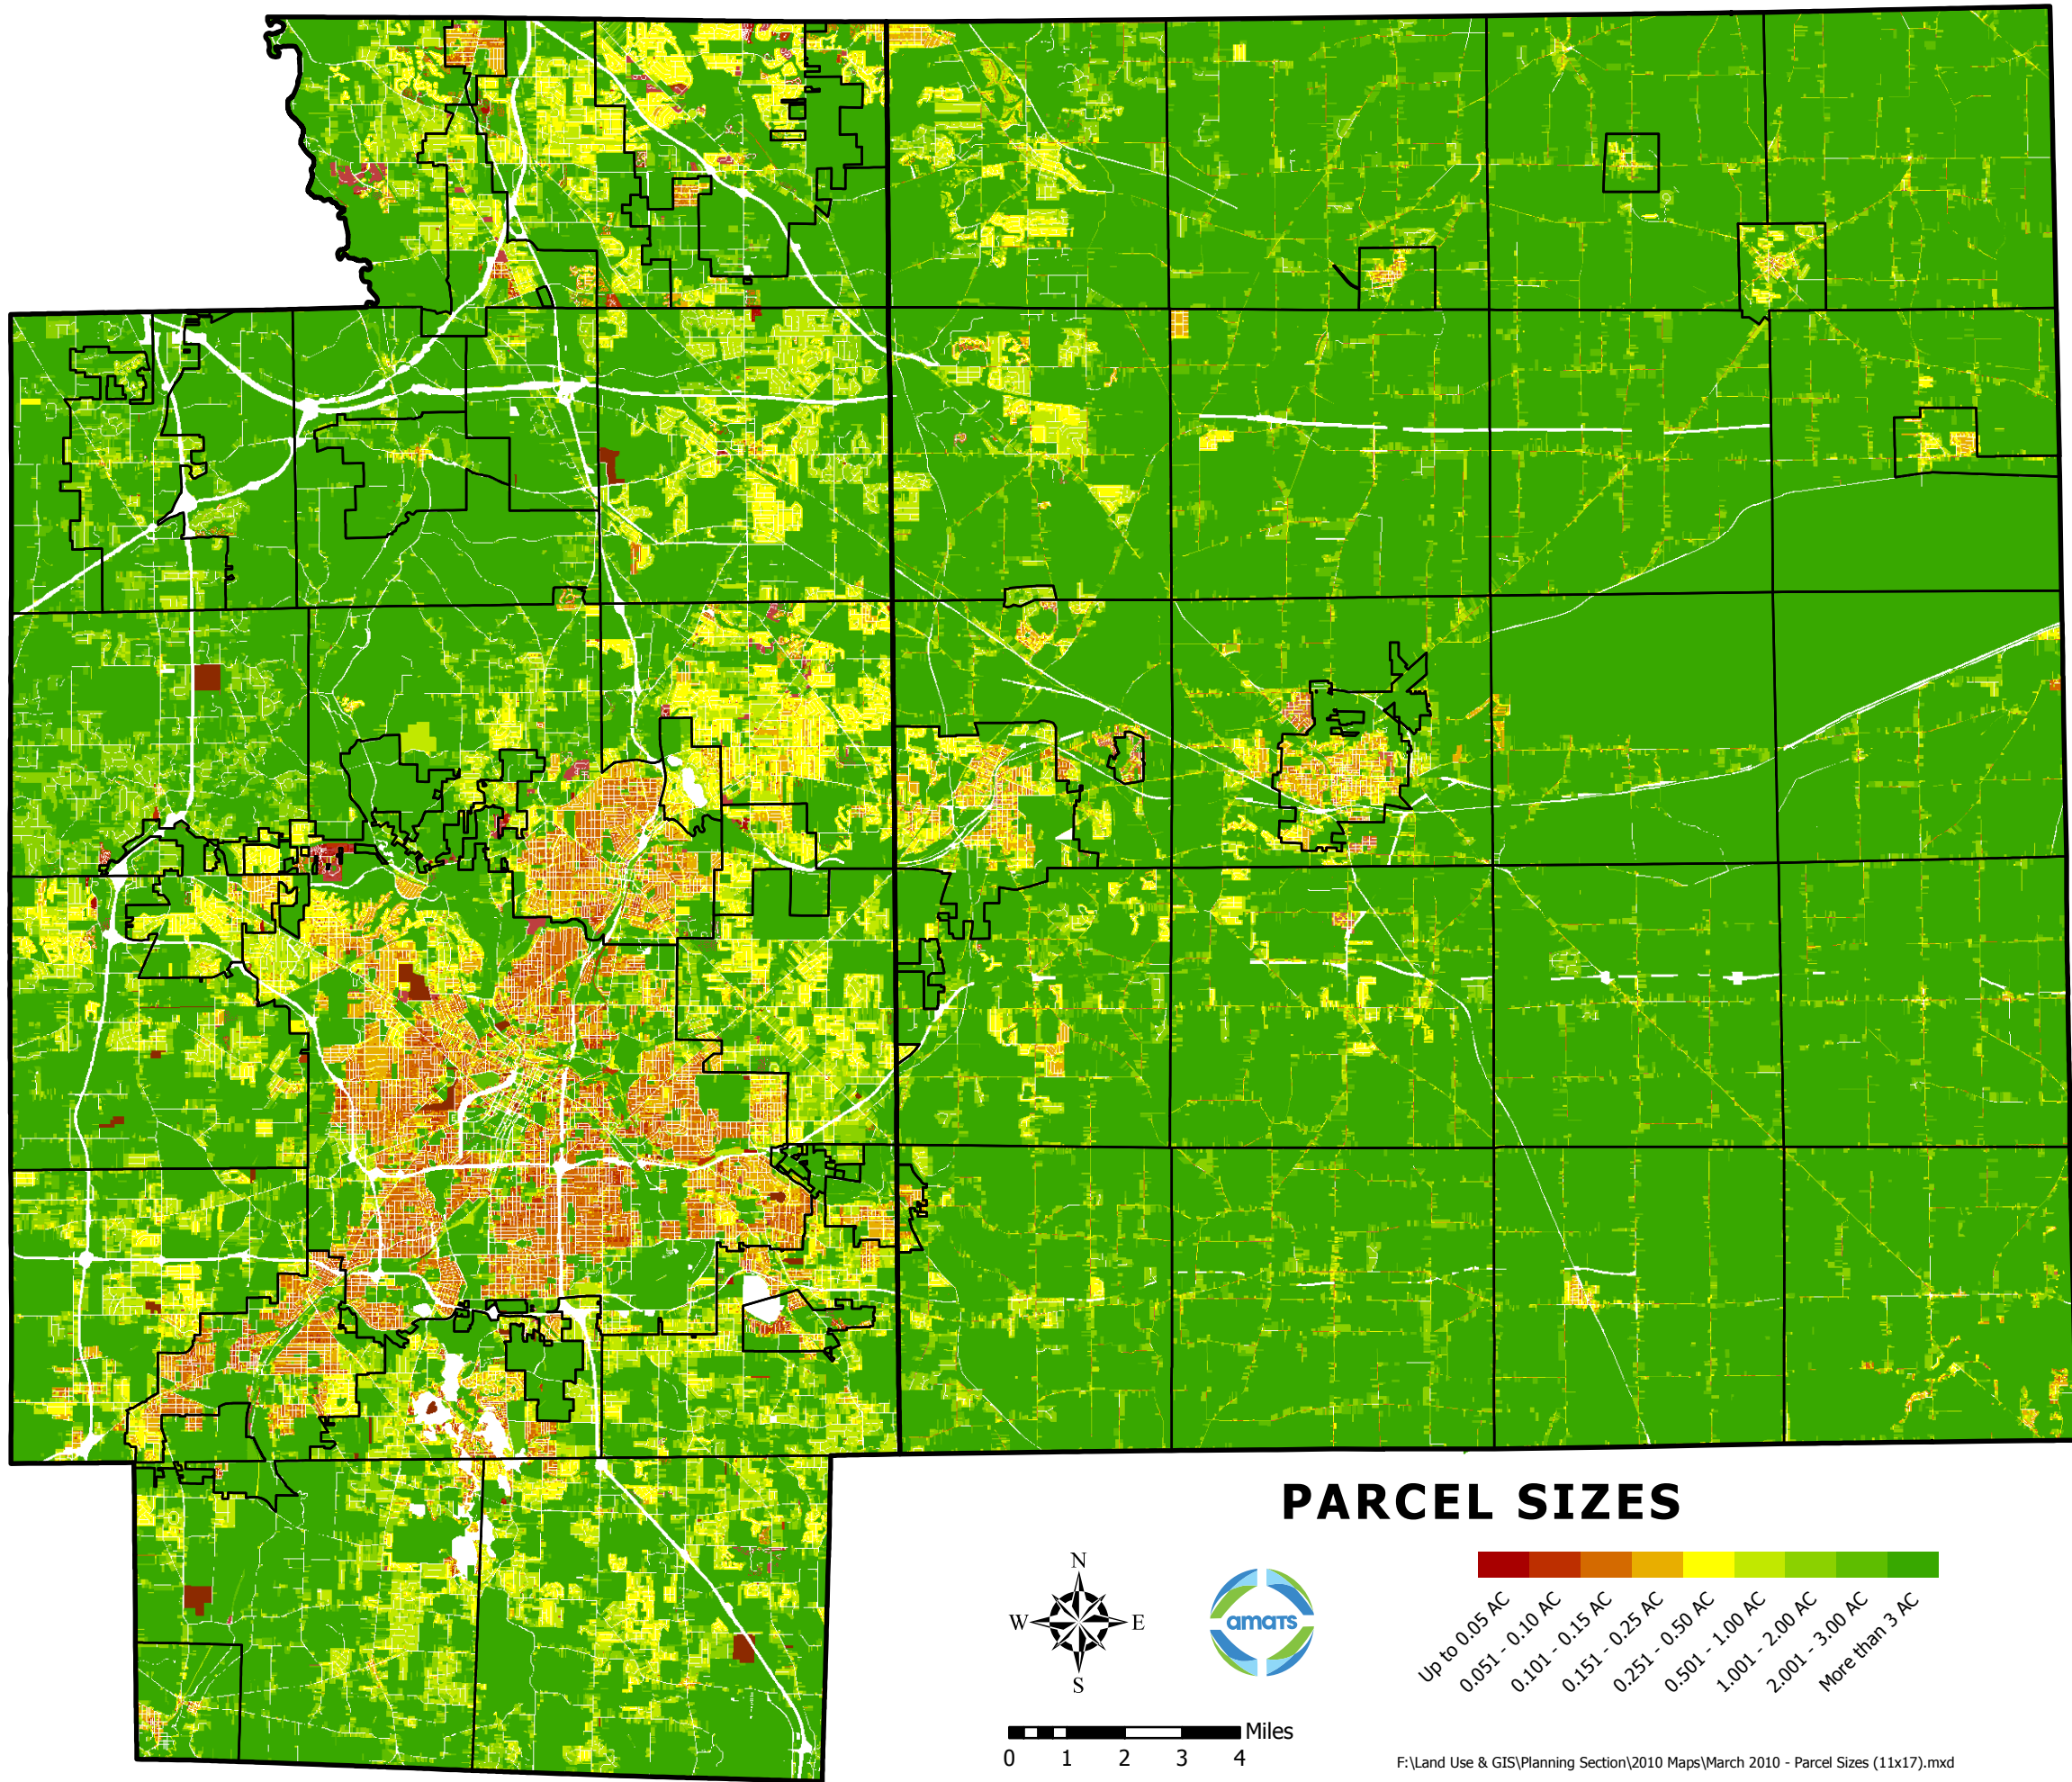 PARCEL SIZES
N
W
E
S
amats
Up to 0.05 AC
0.051 - 0.10 AC
0.101 - 0.15 AC
0.151 - 0.25 AC
0.251 - 0.50 AC
0.501 - 1.00 AC
1.001 - 2.00 AC
2.001 - 3.00 AC
More than 3 AC
Miles
0 1 2 3 4
F:\Land Use & GIS\Planning Section\2010 Maps\March 2010 - Parcel Sizes (11x17).mxd